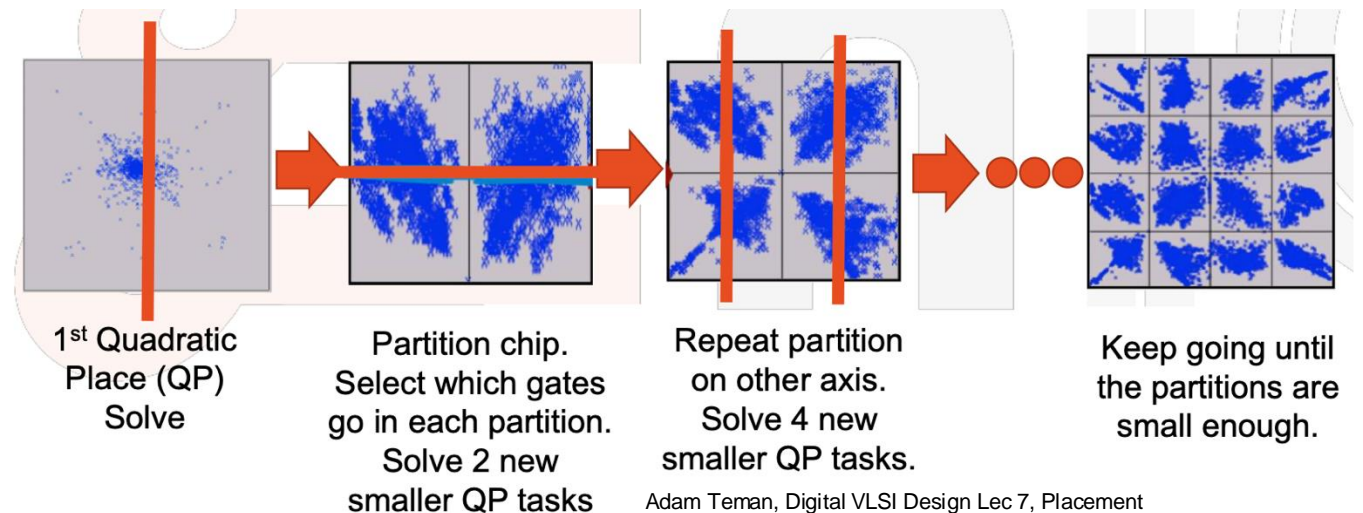 1st Quadratic
Place (QP)
Solve
Partition chip.
Select which gates
go in each partition.
Solve 2 new
smaller QP tasks
Repeat partition
on other axis.
Solve 4 new
smaller QP tasks.
Keep going until
the partitions are
small enough.
Adam Teman, Digital VLSI Design Lec 7, Placement